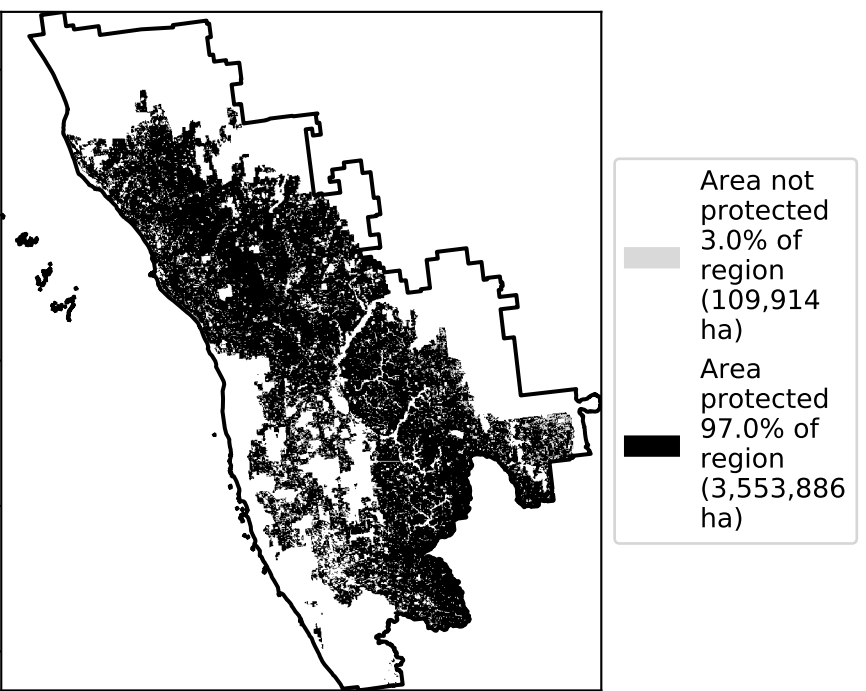 Area not
protected
3.0% of
region
(109,914
ha)
Area
protected
97.0% of
region
(3,553,886
ha)